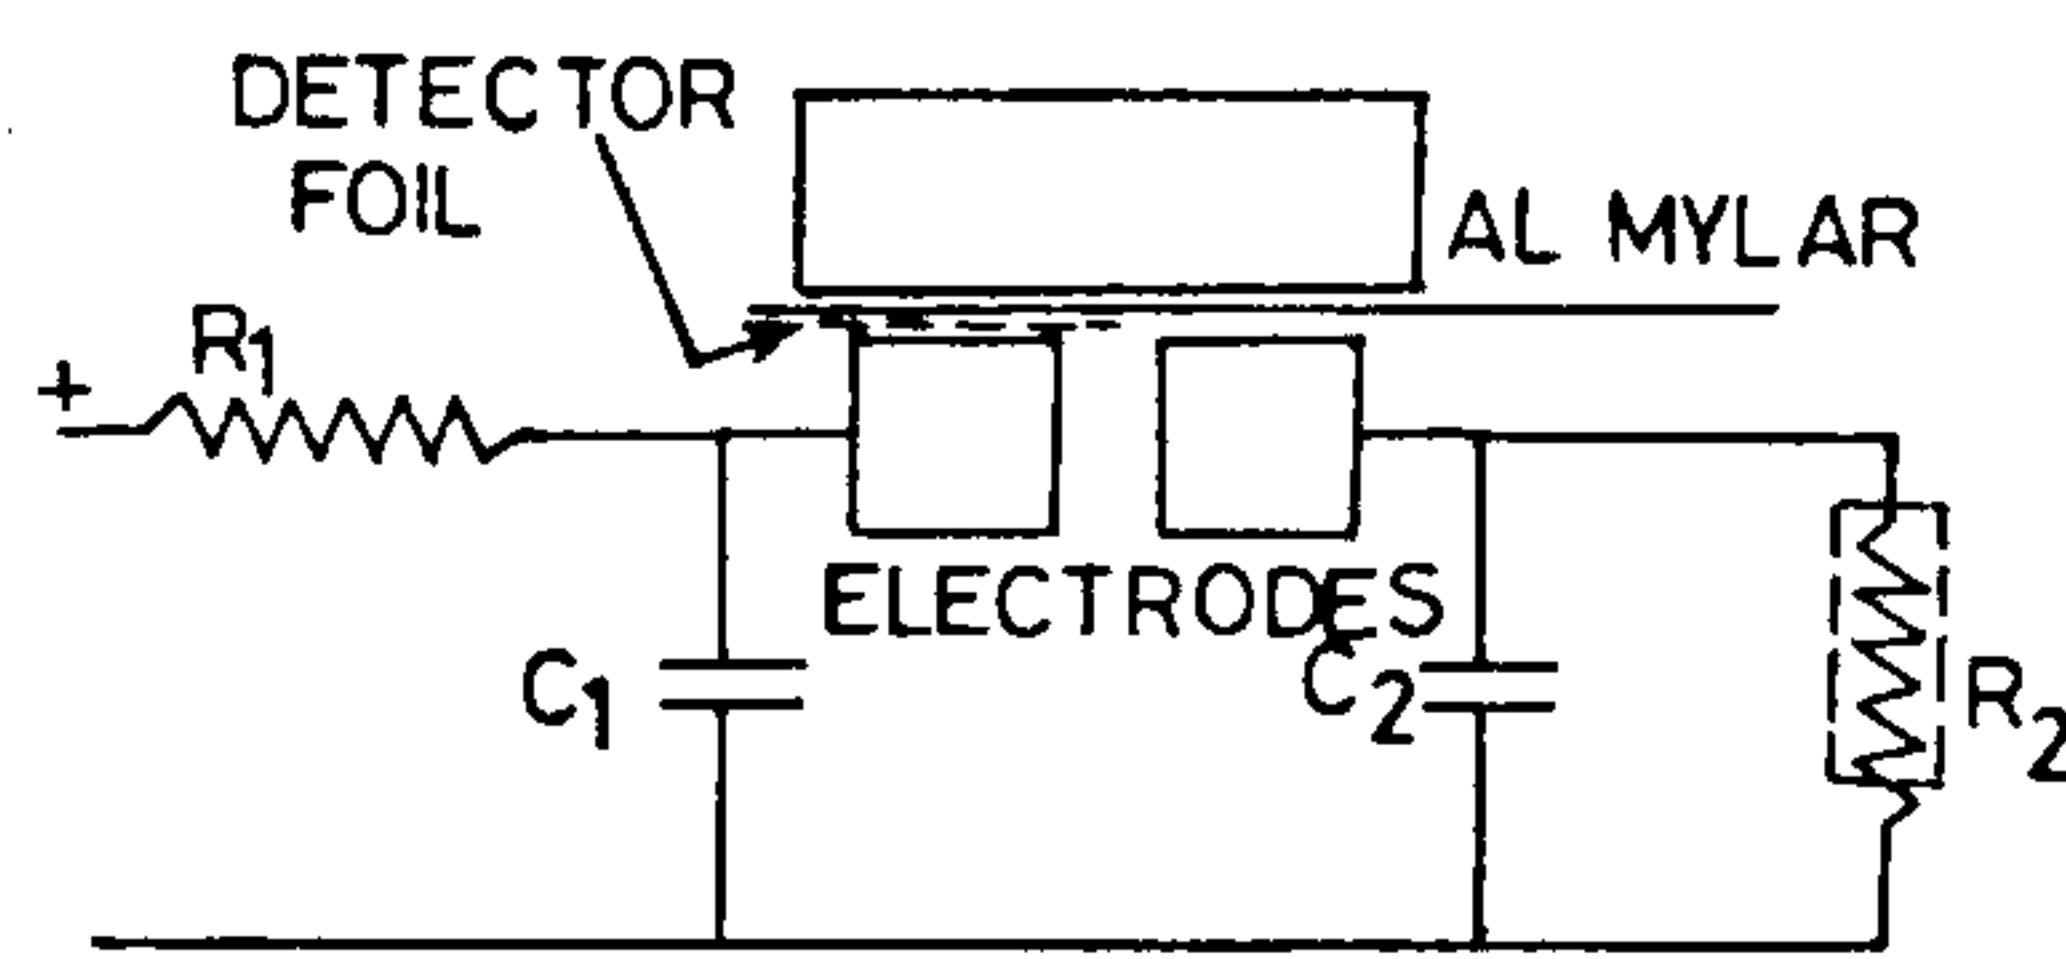 DETECTOR
FOIL
AL MYLAR
R1
+
ELECTRODES
C1
C2
R2